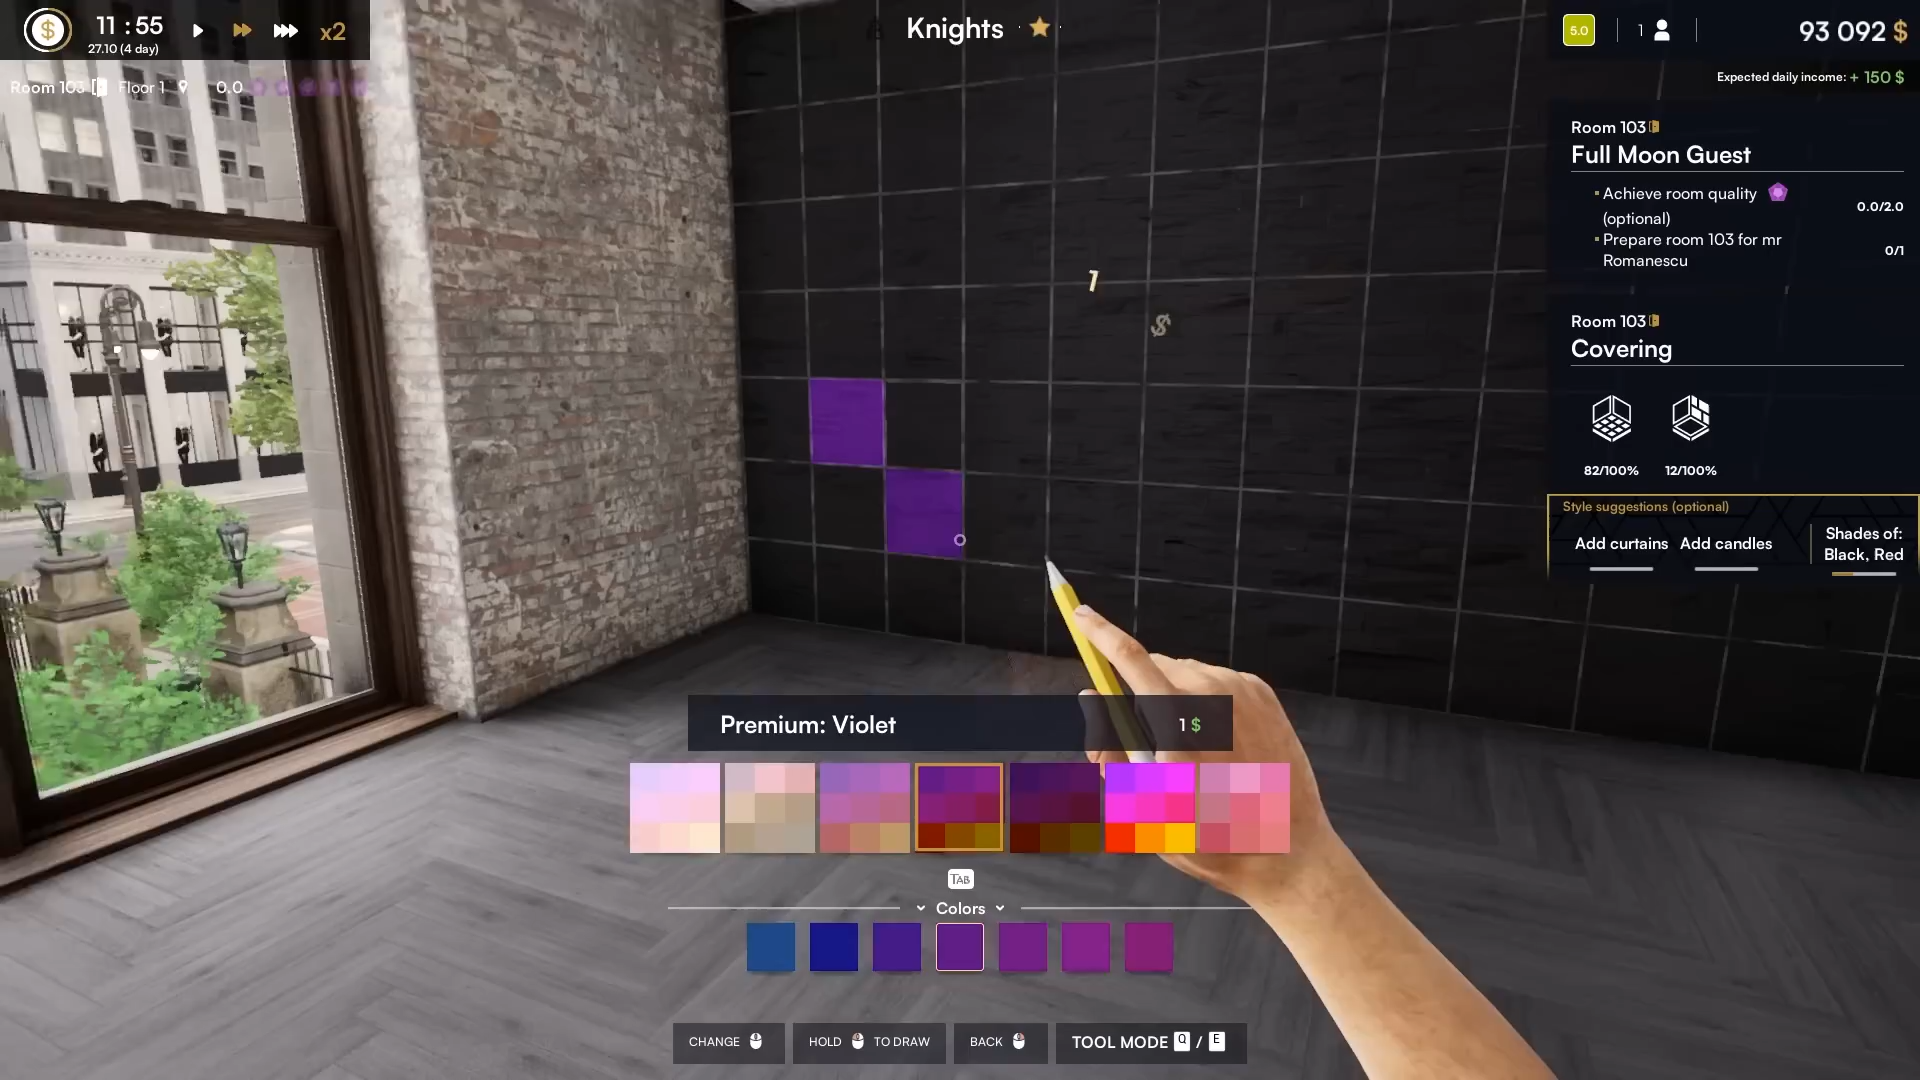 11 : 55
27.10 (4 day)
x2
Knights
5.0
1
93 092 $
Expected daily income: + 150 $
Room 103
Floor 1
0.0
Room 103
Full Moon Guest
Achieve room quality
(optional)
0.0/2.0
Prepare room 103 for mr
Romanescu
0/1
Room 103
Covering
82/100%
12/100%
Style suggestions (optional)
Add curtains
Add candles
Shades of:
Black, Red
1
$
Premium: Violet
1 $
TAB
Colors
CHANGE
HOLD TO DRAW
BACK
TOOL MODE Q / E